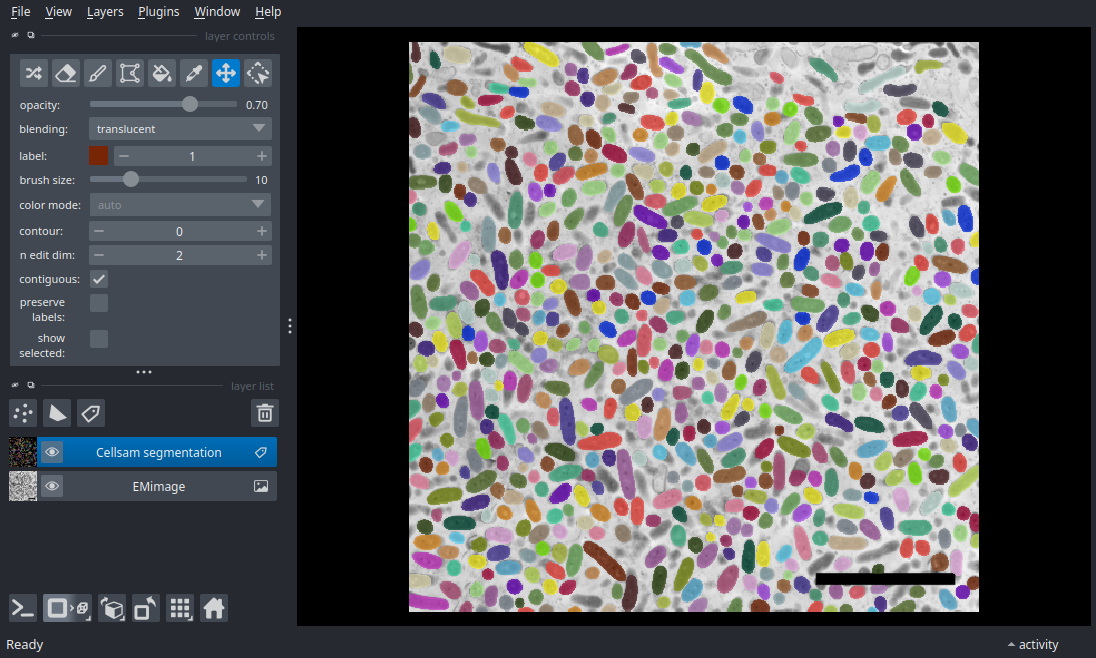 File View Layers Plugins Window Help
layer controls
opacity: 0.70
blending: translucent
label: 1
brush size: 10
color mode: auto
contour: 0
n edit dim: 2
contiguous:
preserve
labels:
show
selected:
layer list
Cellsam segmentation
EMimage
Ready
activity